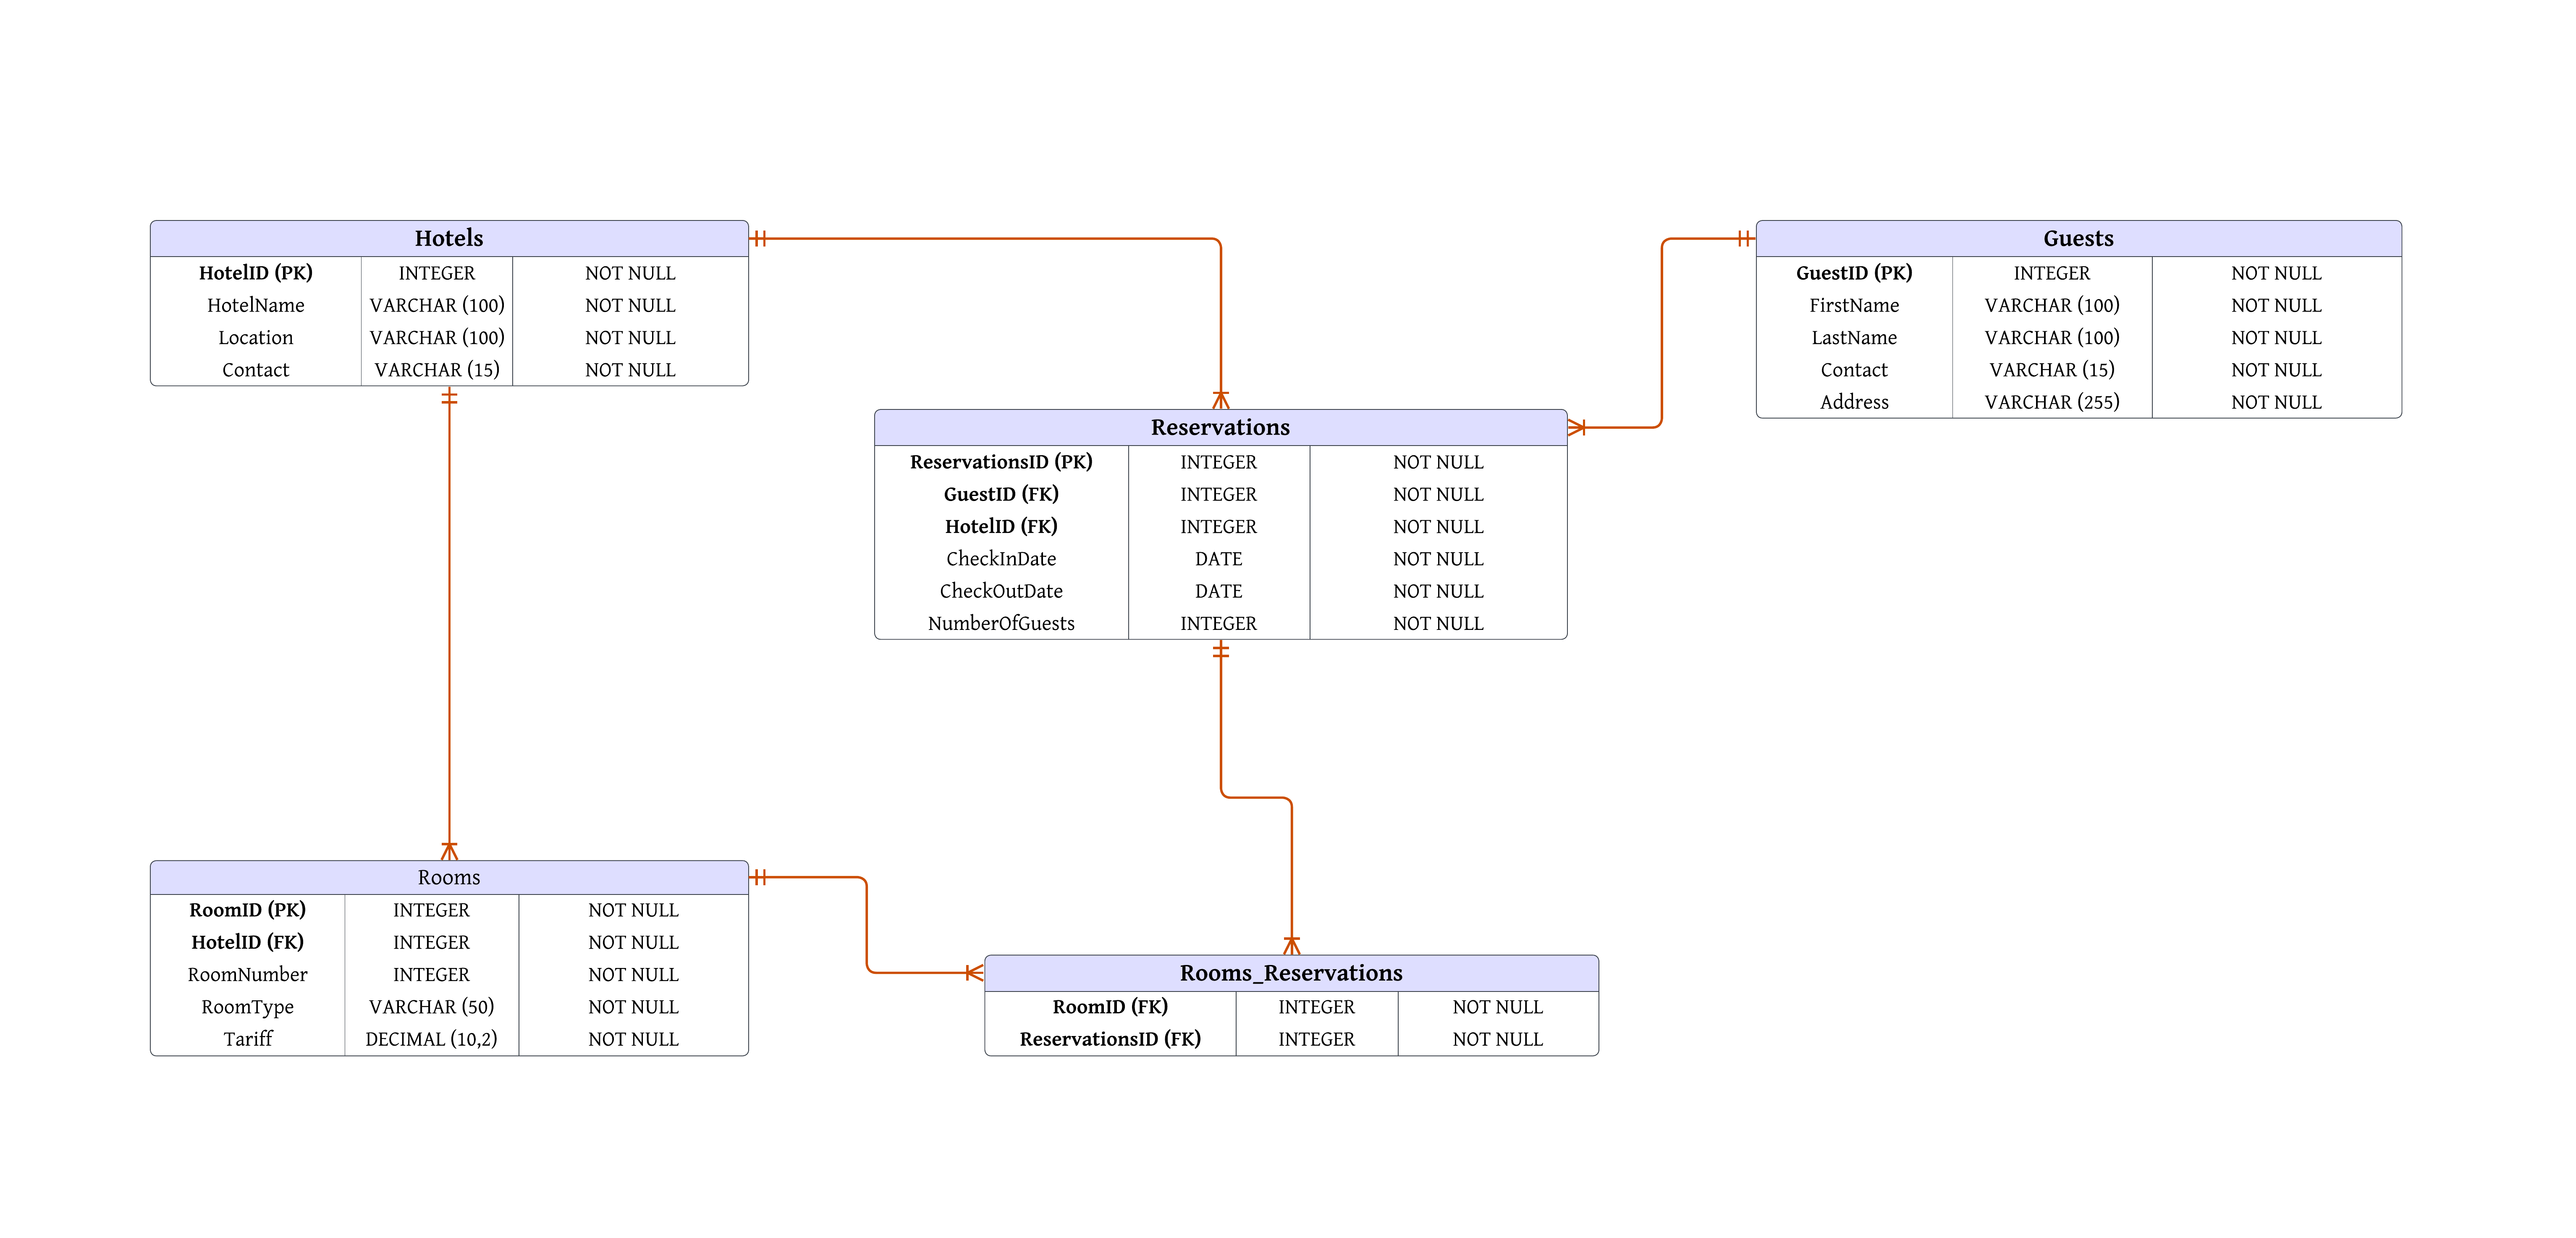 Hotels
HotelID (PK) INTEGER NOT NULL
HotelName VARCHAR (100) NOT NULL
Location VARCHAR (100) NOT NULL
Contact VARCHAR (15) NOT NULL
Guests
GuestID (PK) INTEGER NOT NULL
FirstName VARCHAR (100) NOT NULL
LastName VARCHAR (100) NOT NULL
Contact VARCHAR (15) NOT NULL
Address VARCHAR (255) NOT NULL
Reservations
ReservationsID (PK) INTEGER NOT NULL
GuestID (FK) INTEGER NOT NULL
HotelID (FK) INTEGER NOT NULL
CheckInDate DATE NOT NULL
CheckOutDate DATE NOT NULL
NumberOfGuests INTEGER NOT NULL
Rooms
RoomID (PK) INTEGER NOT NULL
HotelID (FK) INTEGER NOT NULL
RoomNumber INTEGER NOT NULL
RoomType VARCHAR (50) NOT NULL
Tariff DECIMAL (10,2) NOT NULL
Rooms_Reservations
RoomID (FK) INTEGER NOT NULL
ReservationsID (FK) INTEGER NOT NULL